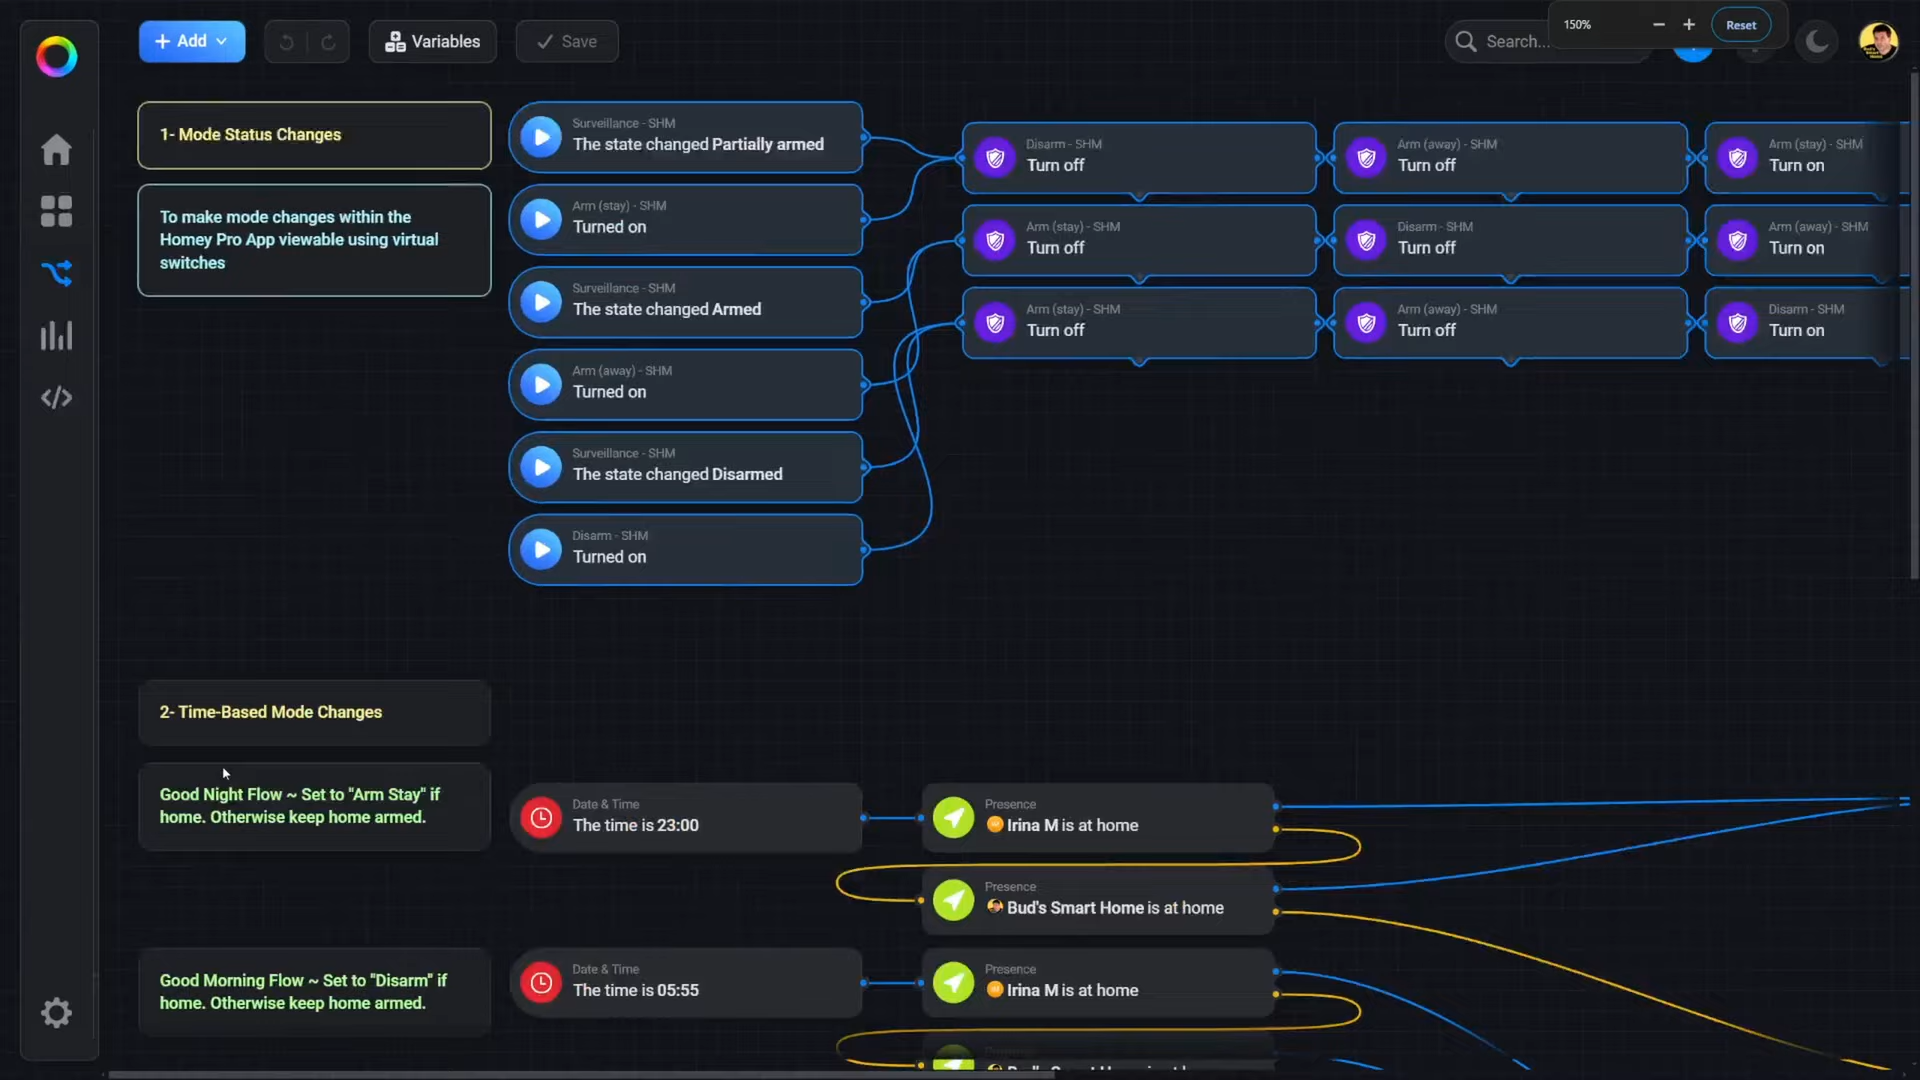 Add
Variables
Save
Search...
150%
Reset
1- Mode Status Changes
To make mode changes within the
Homey Pro App viewable using virtual
switches
Surveillance - SHM
The state changed Partially armed
Arm (stay) - SHM
Turned on
Surveillance - SHM
The state changed Armed
Arm (away) - SHM
Turned on
Surveillance - SHM
The state changed Disarmed
Disarm - SHM
Turned on
Disarm - SHM
Turn off
Arm (away) - SHM
Turn off
Arm (stay) - SHM
Turn on
Arm (stay) - SHM
Turn off
Disarm - SHM
Turn off
Arm (away) - SHM
Turn on
Arm (stay) - SHM
Turn off
Arm (away) - SHM
Turn off
Disarm - SHM
Turn on
2- Time-Based Mode Changes
Good Night Flow ~ Set to "Arm Stay" if
home. Otherwise keep home armed.
Date & Time
The time is 23:00
Presence
Irina M is at home
Presence
Bud's Smart Home is at home
Good Morning Flow ~ Set to "Disarm" if
home. Otherwise keep home armed.
Date & Time
The time is 05:55
Presence
Irina M is at home